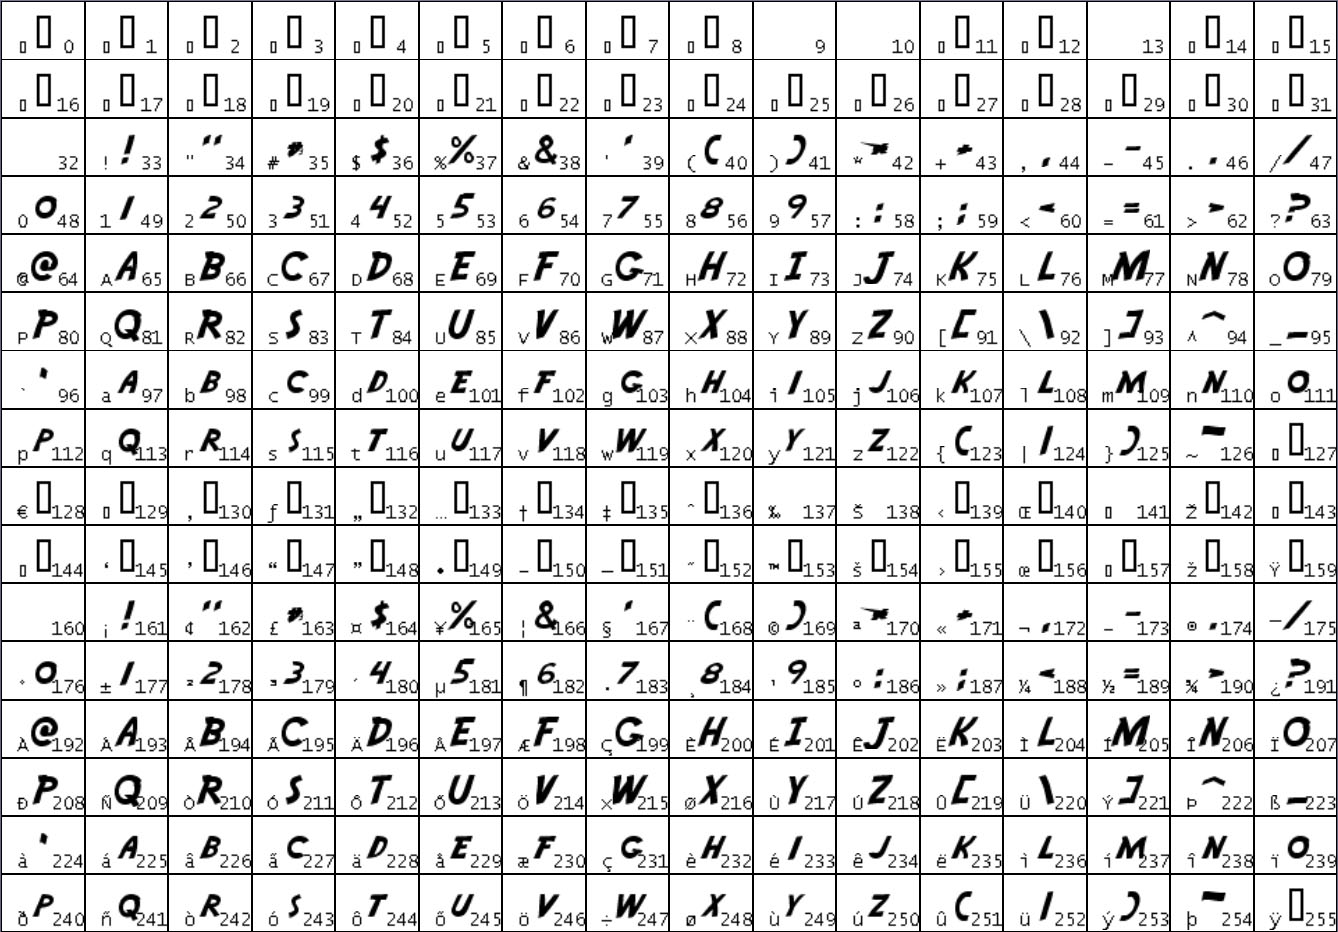 ▯ ▯ 0 ▯ ▯ 1 ▯ ▯ 2 ▯ ▯ 3 ▯ ▯ 4 ▯ ▯ 5 ▯ ▯ 6 ▯ ▯ 7 ▯ ▯ 8 9 10 ▯ ▯ 11 ▯ ▯ 12 13 ▯ ▯ 14 ▯ ▯ 15
▯ ▯ 16 ▯ ▯ 17 ▯ ▯ 18 ▯ ▯ 19 ▯ ▯ 20 ▯ ▯ 21 ▯ ▯ 22 ▯ ▯ 23 ▯ ▯ 24 ▯ ▯ 25 ▯ ▯ 26 ▯ ▯ 27 ▯ ▯ 28 ▯ ▯ 29 ▯ ▯ 30 ▯ ▯ 31
32 ! ! 33 " " 34 # # 35 $ $ 36 % % 37 & & 38 ' ' 39 ( ( 40 ) ) 41 * * 42 + + 43 , , 44 - - 45 . . 46 / / 47
0 0 48 1 1 49 2 2 50 3 3 51 4 4 52 5 5 53 6 6 54 7 7 55 8 8 56 9 9 57 : : 58 ; ; 59 < < 60 = = 61 > > 62 ? ? 63
@ @ 64 A A 65 B B 66 C C 67 D D 68 E E 69 F F 70 G G 71 H H 72 I I 73 J J 74 K K 75 L L 76 M M 77 N N 78 O O 79
P P 80 Q Q 81 R R 82 S S 83 T T 84 U U 85 V V 86 W W 87 X X 88 Y Y 89 Z Z 90 [ [ 91 \ \ 92 ] ] 93 ^ ^ 94 _ _ 95
` ` 96 a A 97 b B 98 c C 99 d D 100 e E 101 f F 102 g G 103 h H 104 i I 105 j J 106 k K 107 l L 108 m M 109 n N 110 o O 111
p P 112 q Q 113 r R 114 s S 115 t T 116 u U 117 v V 118 w W 119 x X 120 y Y 121 z Z 122 { ( 123 | | 124 } ) 125 ~ ~ 126 ▯ ▯ 127
€ ▯ 128 ▯ ▯ 129 ‚ ▯ 130 ƒ ▯ 131 „ ▯ 132 … ▯ 133 † ▯ 134 ‡ ▯ 135 ˆ ▯ 136 ‰ 137 Š 138 ‹ ▯ 139 Œ ▯ 140 ▯ 141 Ž ▯ 142 ▯ ▯ 143
▯ ▯ 144 ‘ ▯ 145 ’ ▯ 146 “ ▯ 147 ” ▯ 148 • ▯ 149 – ▯ 150 — ▯ 151 ˜ ▯ 152 ™ ▯ 153 š ▯ 154 › ▯ 155 œ ▯ 156 ▯ ▯ 157 ž ▯ 158 Ÿ ▯ 159
160 ¡ ! 161 ¢ " 162 £ # 163 ¤ $ 164 ¥ % 165 ¦ & 166 § ' 167 ¨ ( 168 © ) 169 ª * 170 « + 171 ¬ , 172 - - 173 ® . 174 ¯ / 175
° 0 176 ± 1 177 ² 2 178 ³ 3 179 ´ 4 180 µ 5 181 ¶ 6 182 · 7 183 ¸ 8 184 ¹ 9 185 º : 186 » ; 187 ¼ < 188 ½ = 189 ¾ > 190 ¿ ? 191
À @ 192 Á A 193 Â B 194 Ã C 195 Ä D 196 Å E 197 Æ F 198 Ç G 199 È H 200 É I 201 Ê J 202 Ë K 203 Ì L 204 Í M 205 Î N 206 Ï O 207
Ð P 208 Ñ Q 209 Ò R 210 Ó S 211 Ô T 212 Õ U 213 Ö V 214 × W 215 Ø X 216 Ù Y 217 Ú Z 218 Û [ 219 Ü \ 220 Ý ] 221 Þ ^ 222 ß _ 223
à ` 224 á A 225 â B 226 ã C 227 ä D 228 å E 229 æ F 230 ç G 231 è H 232 é I 233 ê J 234 ë K 235 ì L 236 í M 237 î N 238 ï O 239
ð P 240 ñ Q 241 ò R 242 ó S 243 ô T 244 õ U 245 ö V 246 ÷ W 247 ø X 248 ù Y 249 ú Z 250 û ( 251 ü | 252 ý ) 253 þ ~ 254 ÿ ▯ 255